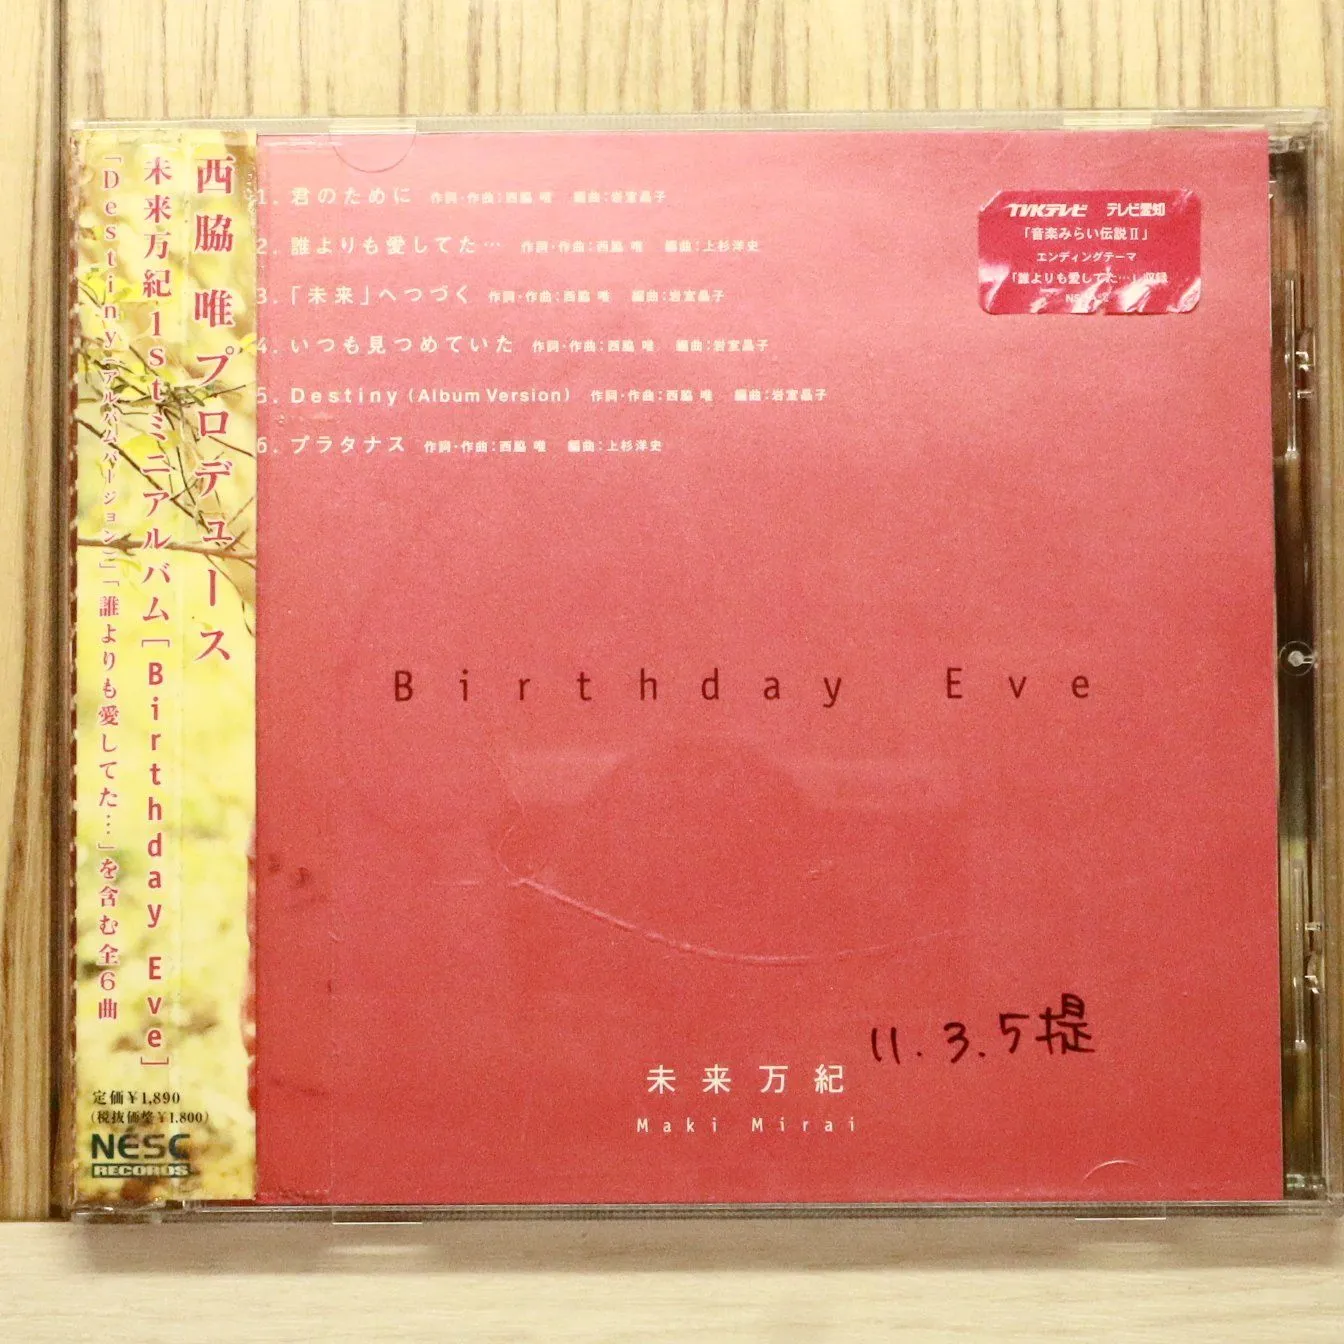 西脇 唯プロデュース
未来万紀 1stミニアルバム[Birthday Eve]
「Destiny(アルバムバージョン)」「誰よりも愛してた…」を含む全6曲
定価¥1,890
(税抜価格¥1,800)
NESC
RECORDS
1. 君のために 作詞・作曲:西脇 唯 編曲:岩室晶子
2. 誰よりも愛してた… 作詞・作曲:西脇 唯 編曲:上杉洋史
3. 「未来」へつづく 作詞・作曲:西脇 唯 編曲:岩室晶子
4. いつも見つめていた 作詞・作曲:西脇 唯 編曲:岩室晶子
5. Destiny (Album Version) 作詞・作曲:西脇 唯 編曲:岩室晶子
6. プラタナス 作詞・作曲:西脇 唯 編曲:上杉洋史
TVKテレビ テレビ愛知
「音楽みらい伝説Ⅱ」
エンディングテーマ
「誰よりも愛してた…」収録
Birthday Eve
11.3.5提
未来万紀
Maki Mirai